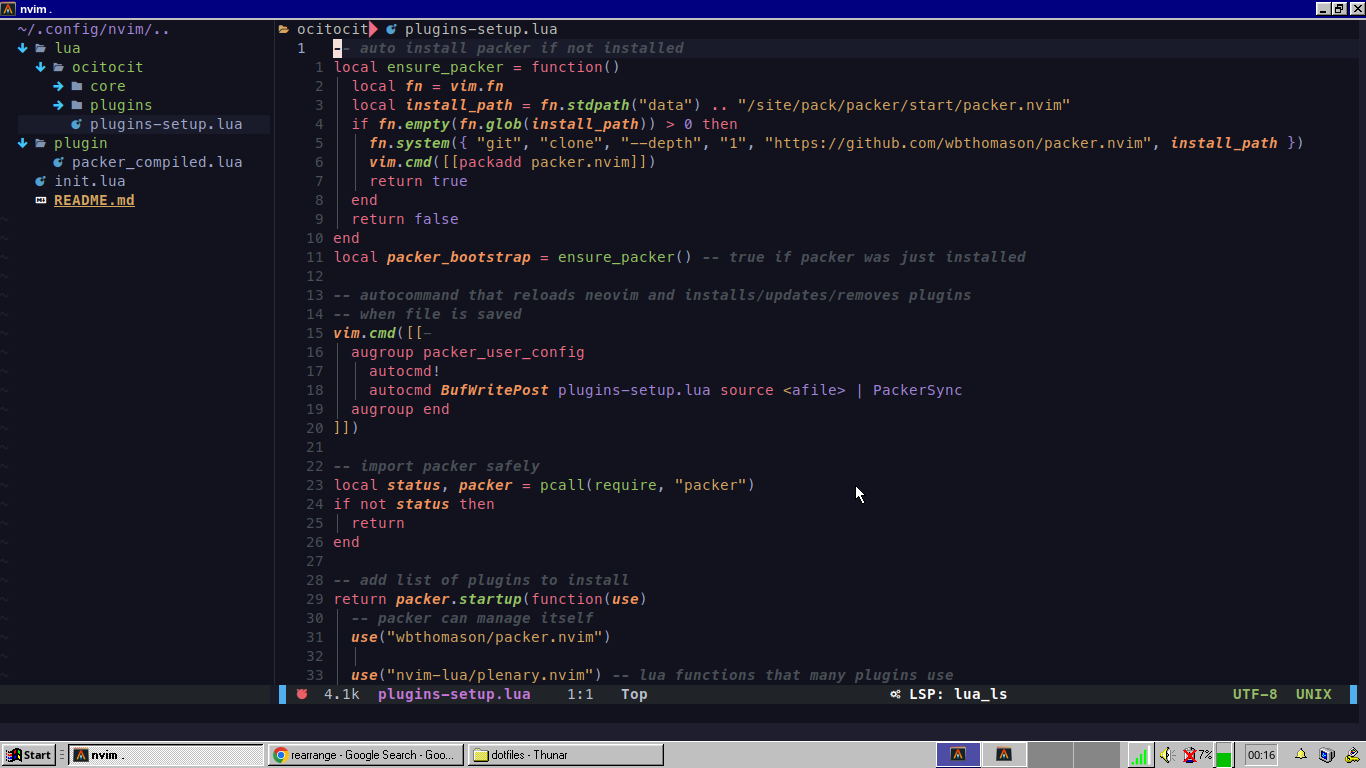 nvim .
~/.config/nvim/..
lua
ocitocit
core
plugins
plugins-setup.lua
plugin
packer_compiled.lua
init.lua
README.md
ocitocit plugins-setup.lua
1 -- auto install packer if not installed
1 local ensure_packer = function()
2 local fn = vim.fn
3 local install_path = fn.stdpath("data") .. "/site/pack/packer/start/packer.nvim"
4 if fn.empty(fn.glob(install_path)) > 0 then
5 fn.system({ "git", "clone", "--depth", "1", "https://github.com/wbthomason/packer.nvim", install_path })
6 vim.cmd([[packadd packer.nvim]])
7 return true
8 end
9 return false
10 end
11 local packer_bootstrap = ensure_packer() -- true if packer was just installed
12
13 -- autocommand that reloads neovim and installs/updates/removes plugins
14 -- when file is saved
15 vim.cmd([[-
16 augroup packer_user_config
17 autocmd!
18 autocmd BufWritePost plugins-setup.lua source <afile> | PackerSync
19 augroup end
20 ]])
21
22 -- import packer safely
23 local status, packer = pcall(require, "packer")
24 if not status then
25 return
26 end
27
28 -- add list of plugins to install
29 return packer.startup(function(use)
30 -- packer can manage itself
31 use("wbthomason/packer.nvim")
32
33 use("nvim-lua/plenary.nvim") -- lua functions that many plugins use
4.1k plugins-setup.lua 1:1 Top LSP: lua_ls UTF-8 UNIX
Start nvim . rearrange - Google Search - Goo... dotfiles - Thunar 7% 00:16